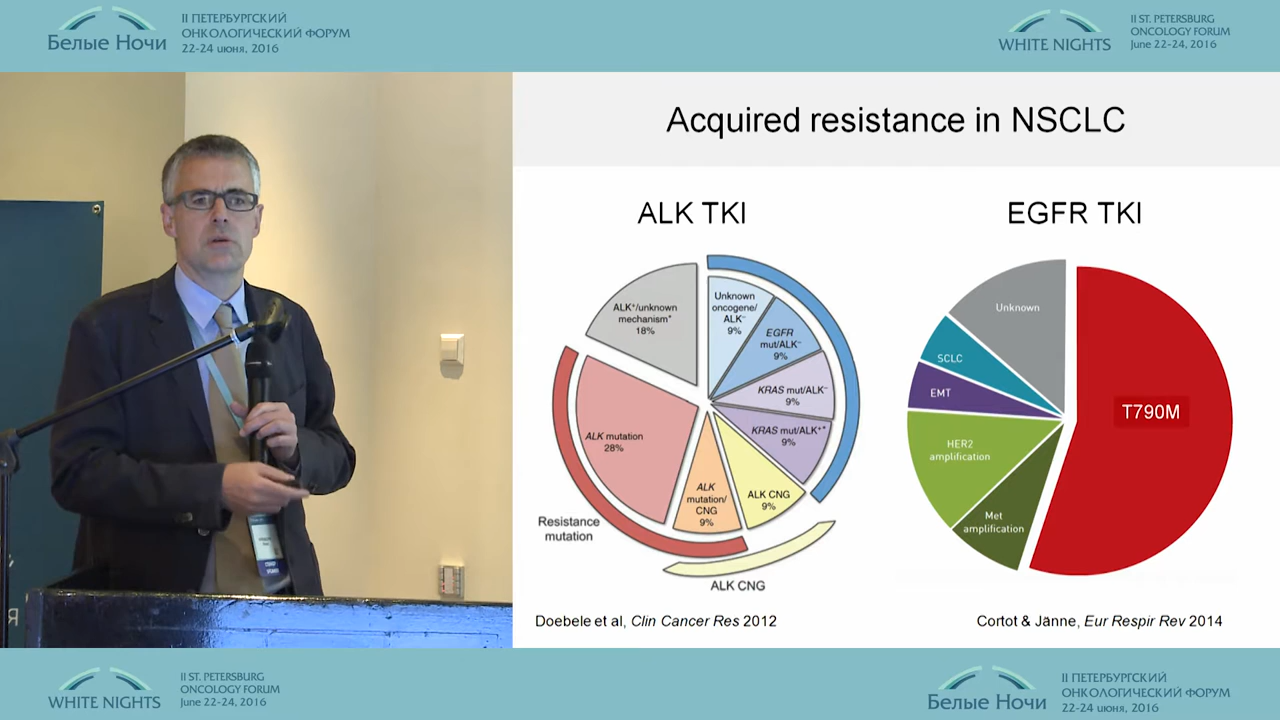 Белые Ночи
II ПЕТЕРБУРГСКИЙ
ОНКОЛОГИЧЕСКИЙ ФОРУМ
22-24 июня, 2016
WHITE NIGHTS
II ST. PETERSBURG
ONCOLOGY FORUM
June 22-24, 2016
Acquired resistance in NSCLC
ALK TKI
ALK⁺/unknown
mechanism*
18%
Unknown
oncogene/
ALK⁻
9%
EGFR
mut/ALK⁻
9%
KRAS mut/ALK⁻
9%
KRAS mut/ALK⁺*
9%
ALK CNG
9%
ALK
mutation/
CNG
9%
ALK mutation
28%
Resistance
mutation
ALK CNG
Doebele et al, Clin Cancer Res 2012
EGFR TKI
Unknown
SCLC
EMT
HER2
amplification
Met
amplification
T790M
Cortot & Jänne, Eur Respir Rev 2014
WHITE NIGHTS
II ST. PETERSBURG
ONCOLOGY FORUM
June 22-24, 2016
Белые Ночи
II ПЕТЕРБУРГСКИЙ
ОНКОЛОГИЧЕСКИЙ ФОРУМ
22-24 июня, 2016